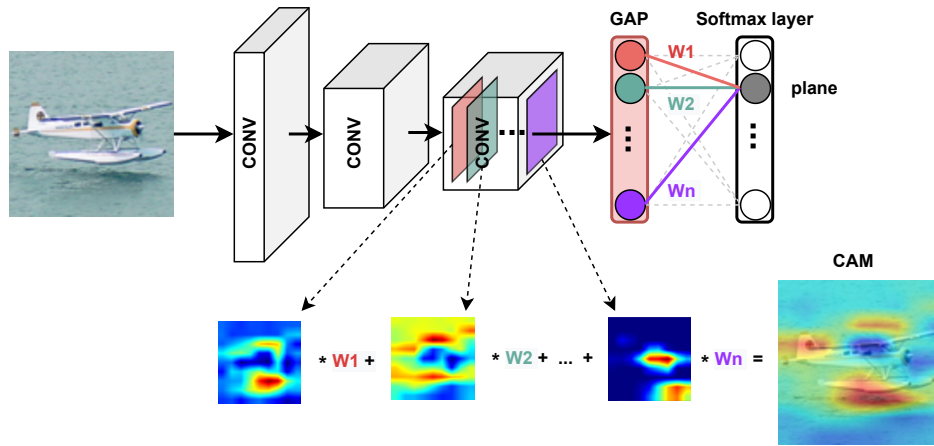 GAP
Softmax layer
CONV
CONV
CONV
...
W1
W2
Wn
...
...
plane
CAM
* W1 +
* W2 + ... +
* Wn =